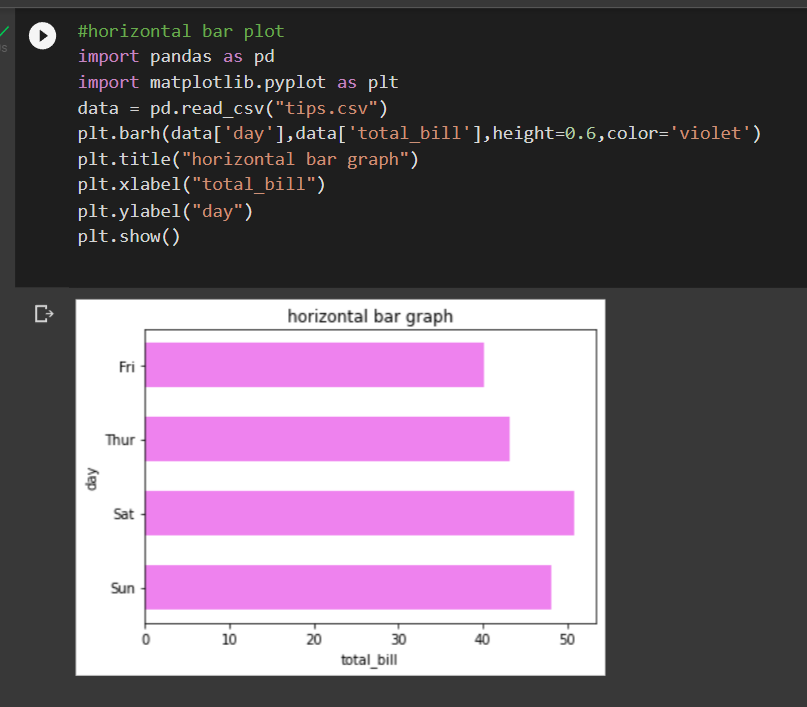 #horizontal bar plot
import pandas as pd
import matplotlib.pyplot as plt
data = pd.read_csv("tips.csv")
plt.barh(data['day'],data['total_bill'],height=0.6,color='violet')
plt.title("horizontal bar graph")
plt.xlabel("total_bill")
plt.ylabel("day")
plt.show()
horizontal bar graph
Fri
Thur
day
Sat
Sun
0 10 20 30 40 50
total_bill